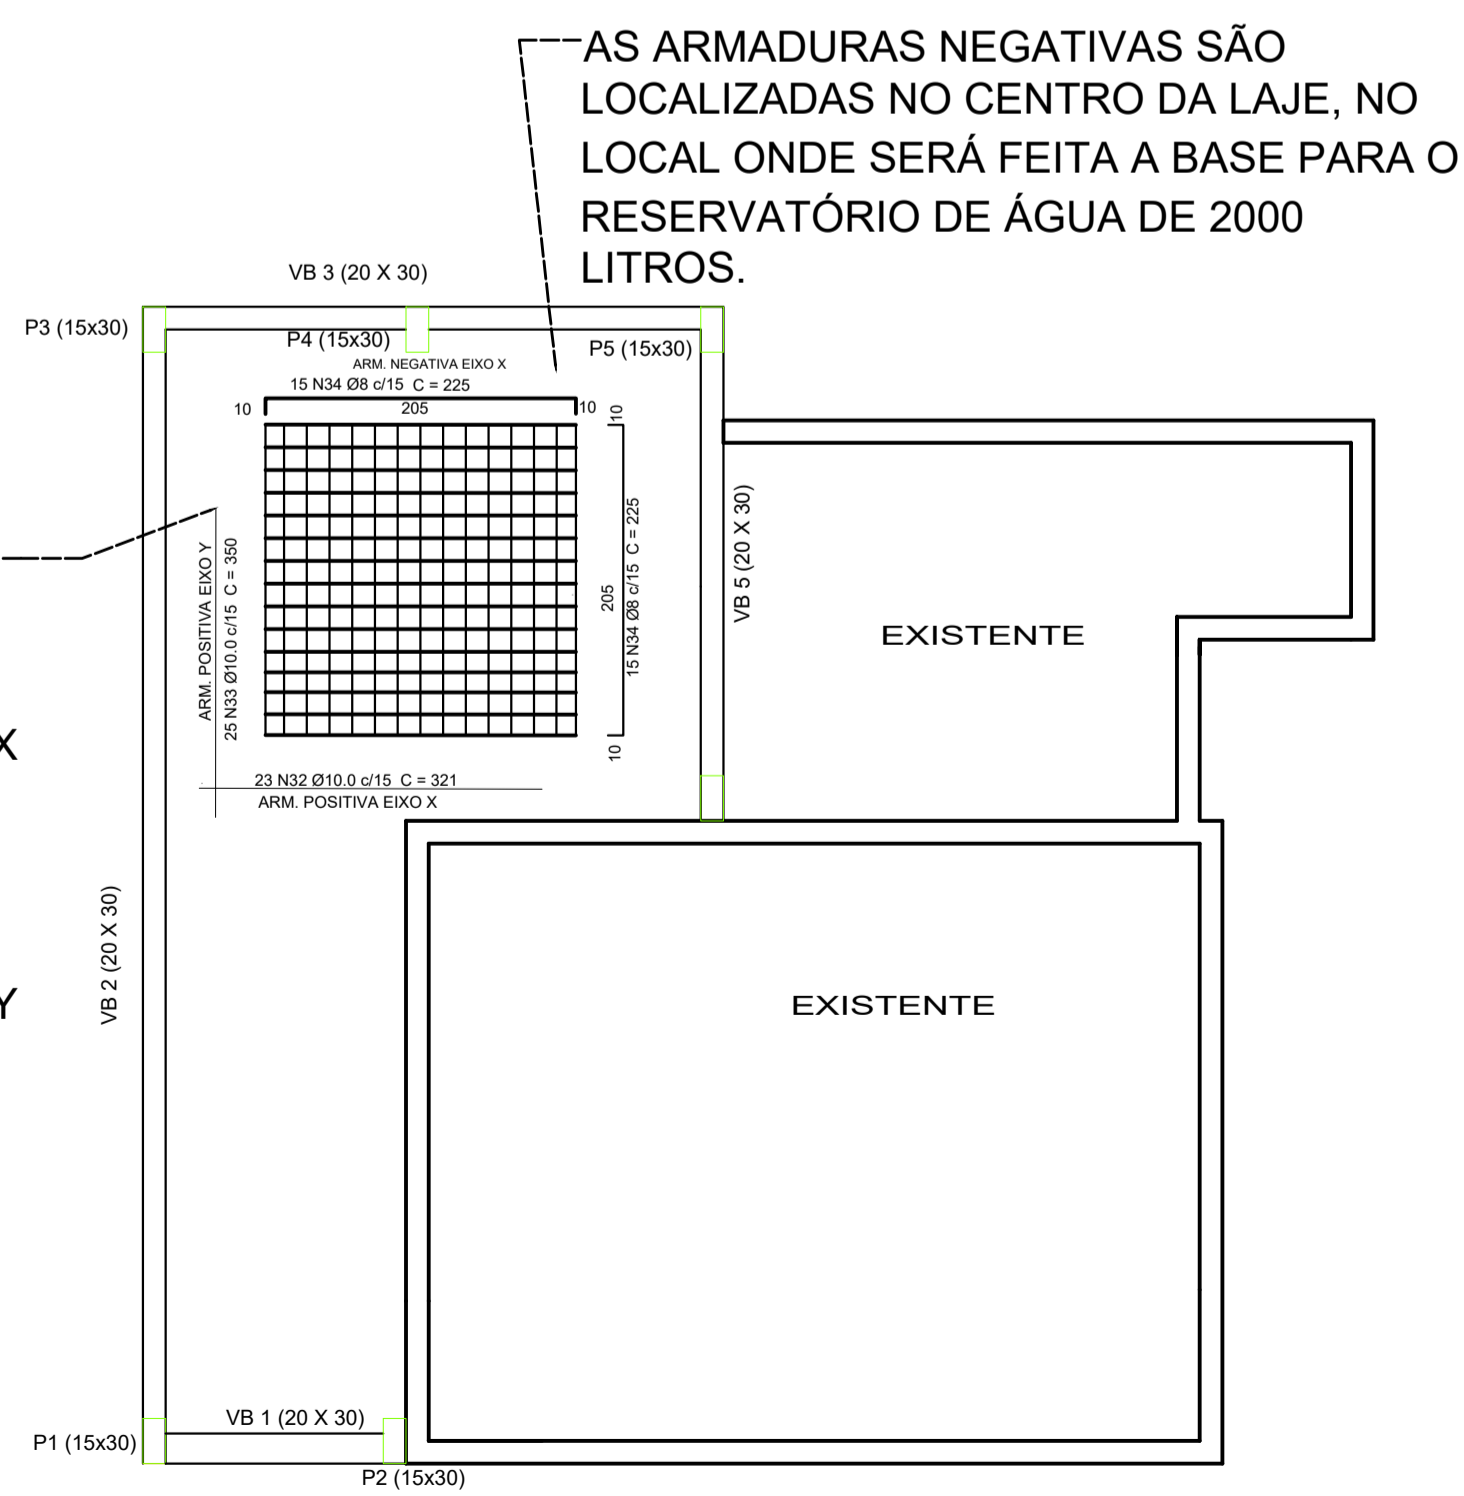 AS ARMADURAS NEGATIVAS SÃO
LOCALIZADAS NO CENTRO DA LAJE, NO
LOCAL ONDE SERÁ FEITA A BASE PARA O
RESERVATÓRIO DE ÁGUA DE 2000
LITROS.
VB 3 (20 X 30)
P3 (15x30)
P4 (15x30)
P5 (15x30)
ARM. NEGATIVA EIXO X
15 N34 Ø8 c/15 C = 225
10
205
10
10
205
15 N34 Ø8 c/15 C = 225
10
VB 5 (20 X 30)
ARM. POSITIVA EIXO Y
25 N33 Ø10.0 c/15 C = 350
EXISTENTE
X
23 N32 Ø10.0 c/15 C = 321
ARM. POSITIVA EIXO X
VB 2 (20 X 30)
Y
EXISTENTE
VB 1 (20 X 30)
P1 (15x30)
P2 (15x30)